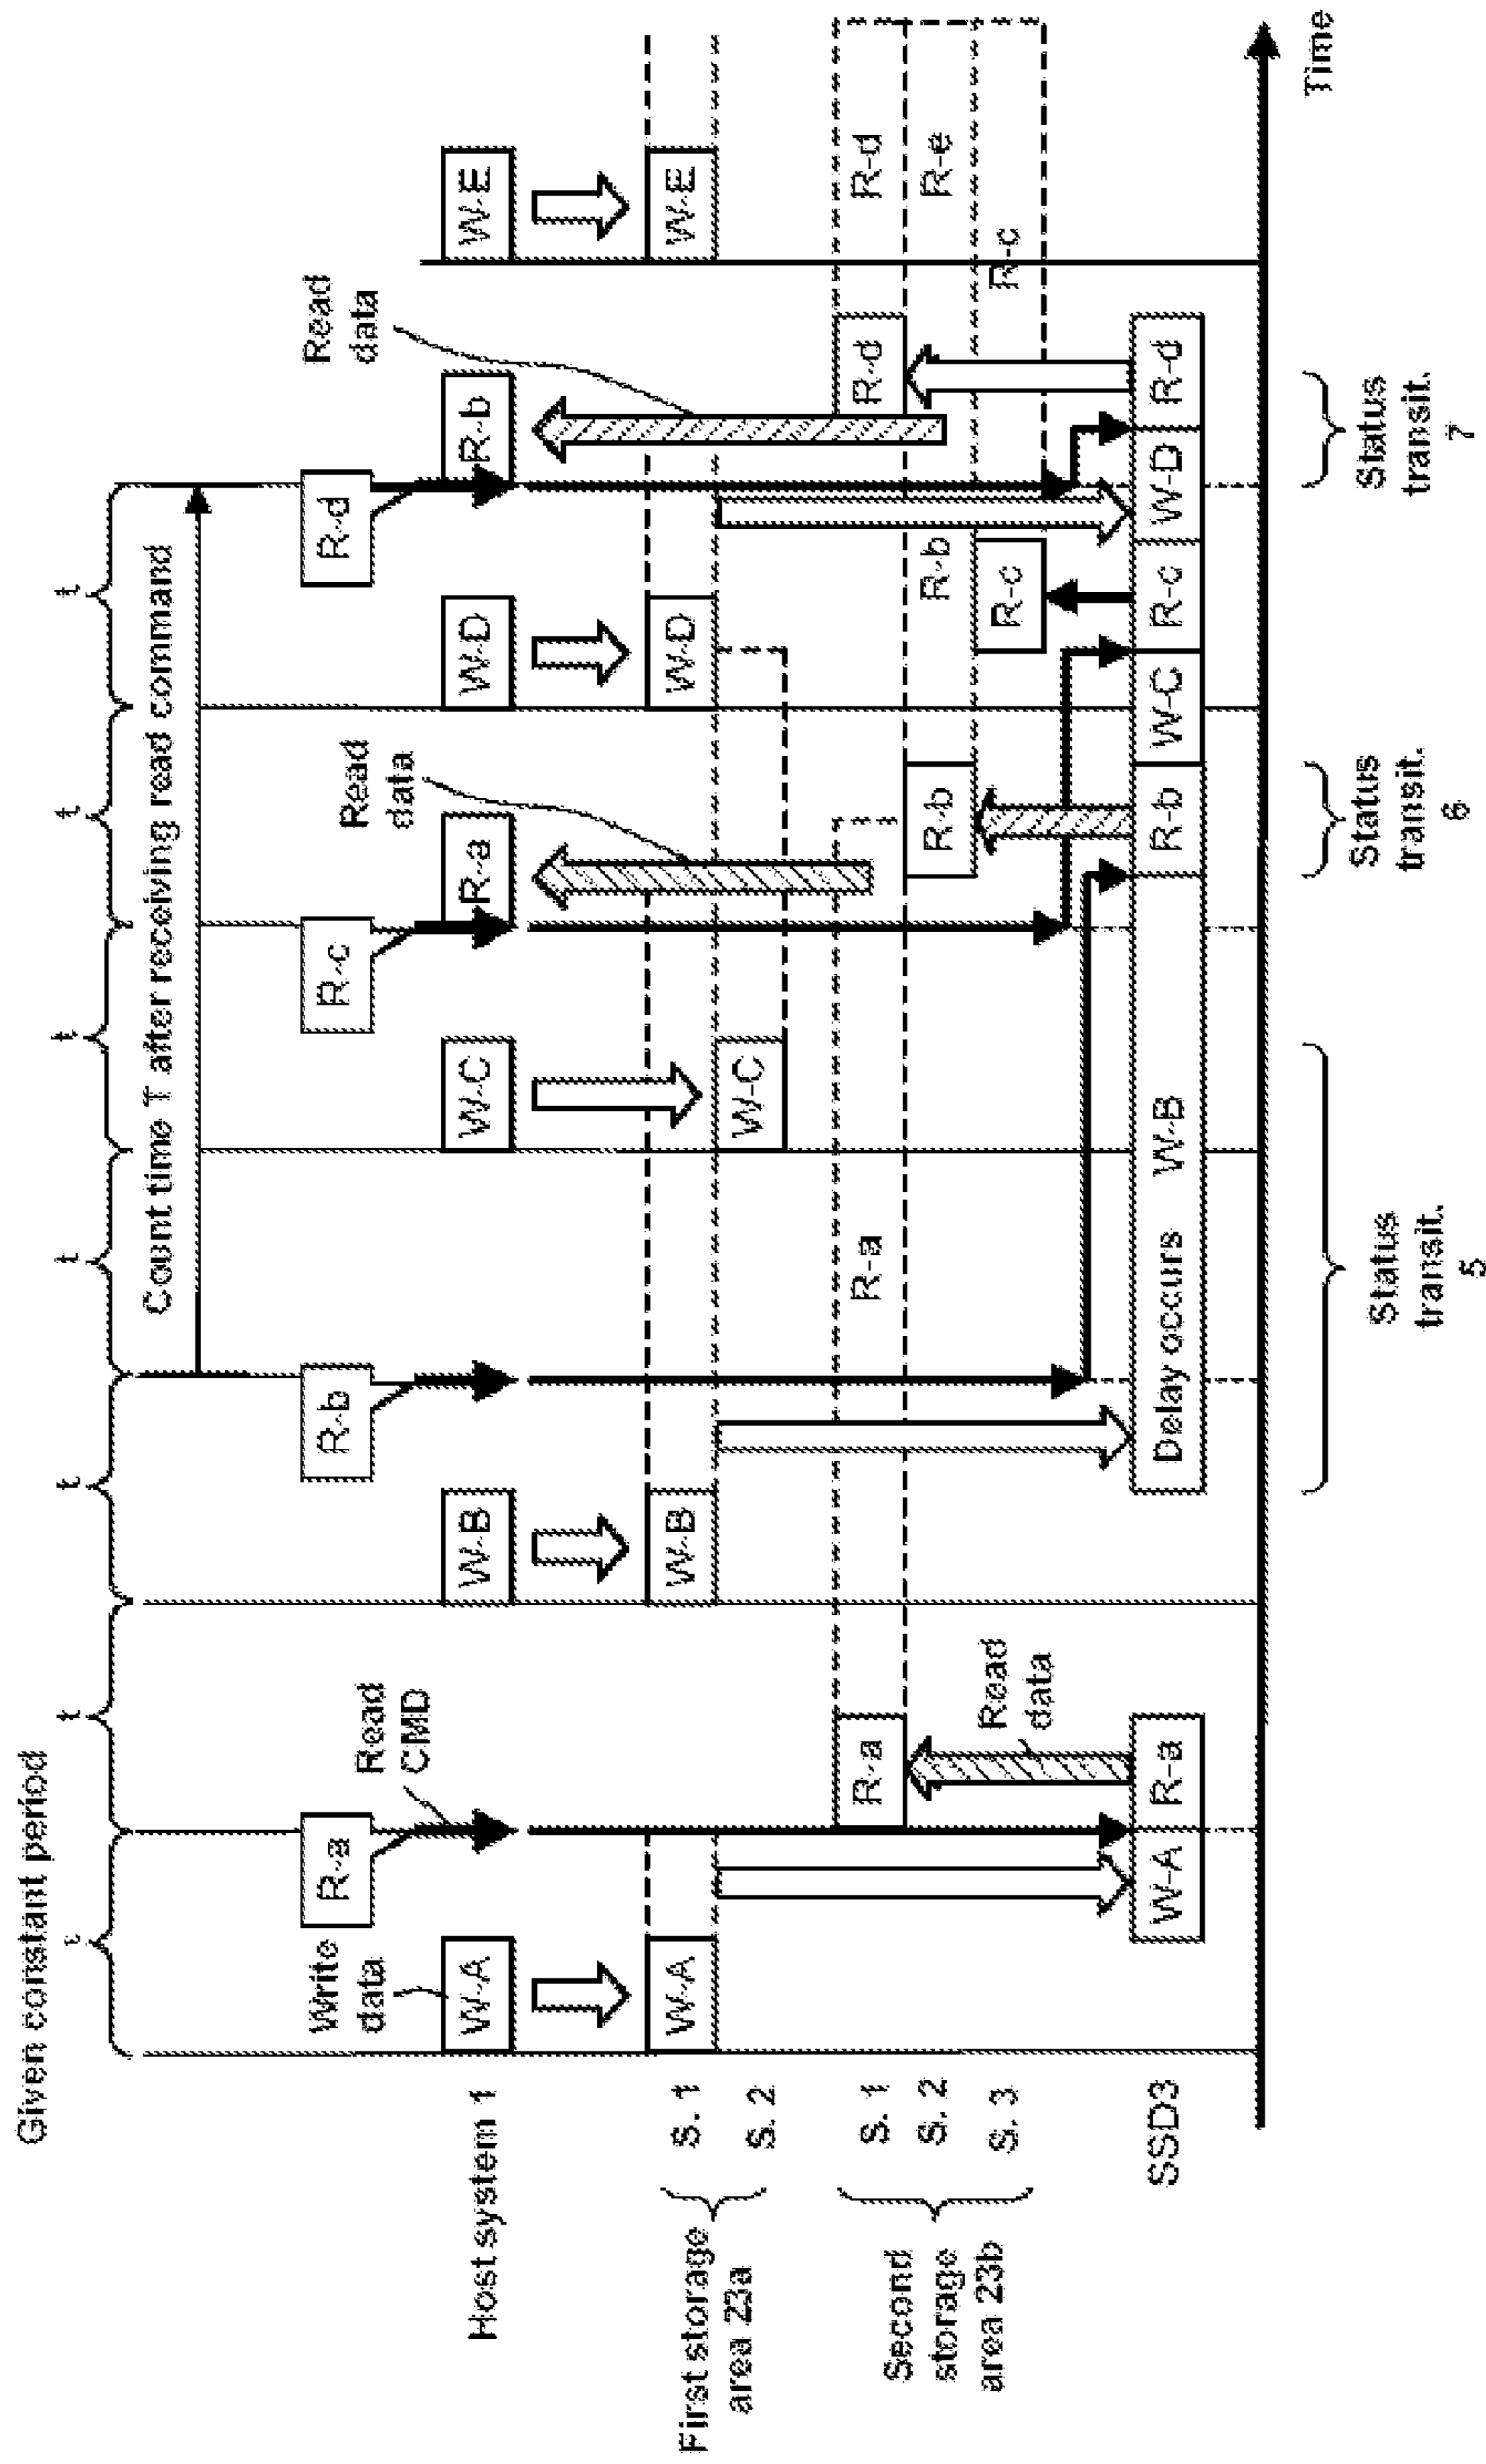 Given constant period
t
t
t
t
t
t
t
Count time T after receiving read command
R-a
Read
CMD
R-b
R-c
R-d
Write
data
Read
data
Read
data
Host system 1
W-A
W-B
W-C
R-a
W-D
R-b
W-E
First storage
area 23a
S. 1
S. 2
W-A
W-B
W-C
W-D
W-E
Second
storage
area 23b
S. 1
S. 2
S. 3
R-a
R-a
R-d
R-d
R-b
R-b
R-e
R-c
R-c
Read
data
SSD3
W-A
R-a
Delay occurs
W-B
R-b
W-C
R-c
W-D
R-d
Time
Status
transit.
5
Status
transit.
6
Status
transit.
7